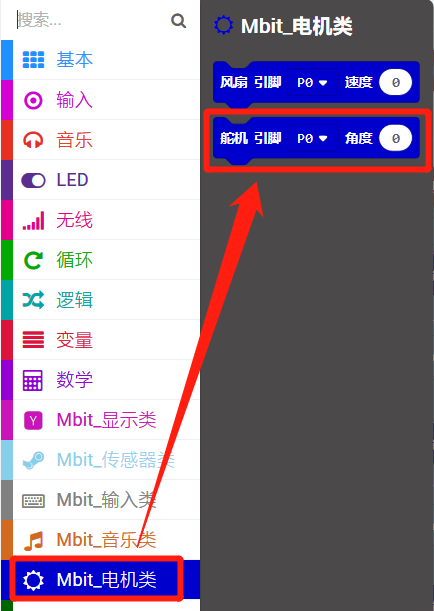 搜索...
基本
输入
音乐
LED
无线
循环
逻辑
变量
数学
Y Mbit_显示类
Mbit_传感器类
Mbit_输入类
Mbit_音乐类
Mbit_电机类
Mbit_电机类
风扇 引脚 P0 速度 0
舵机 引脚 P0 角度 0